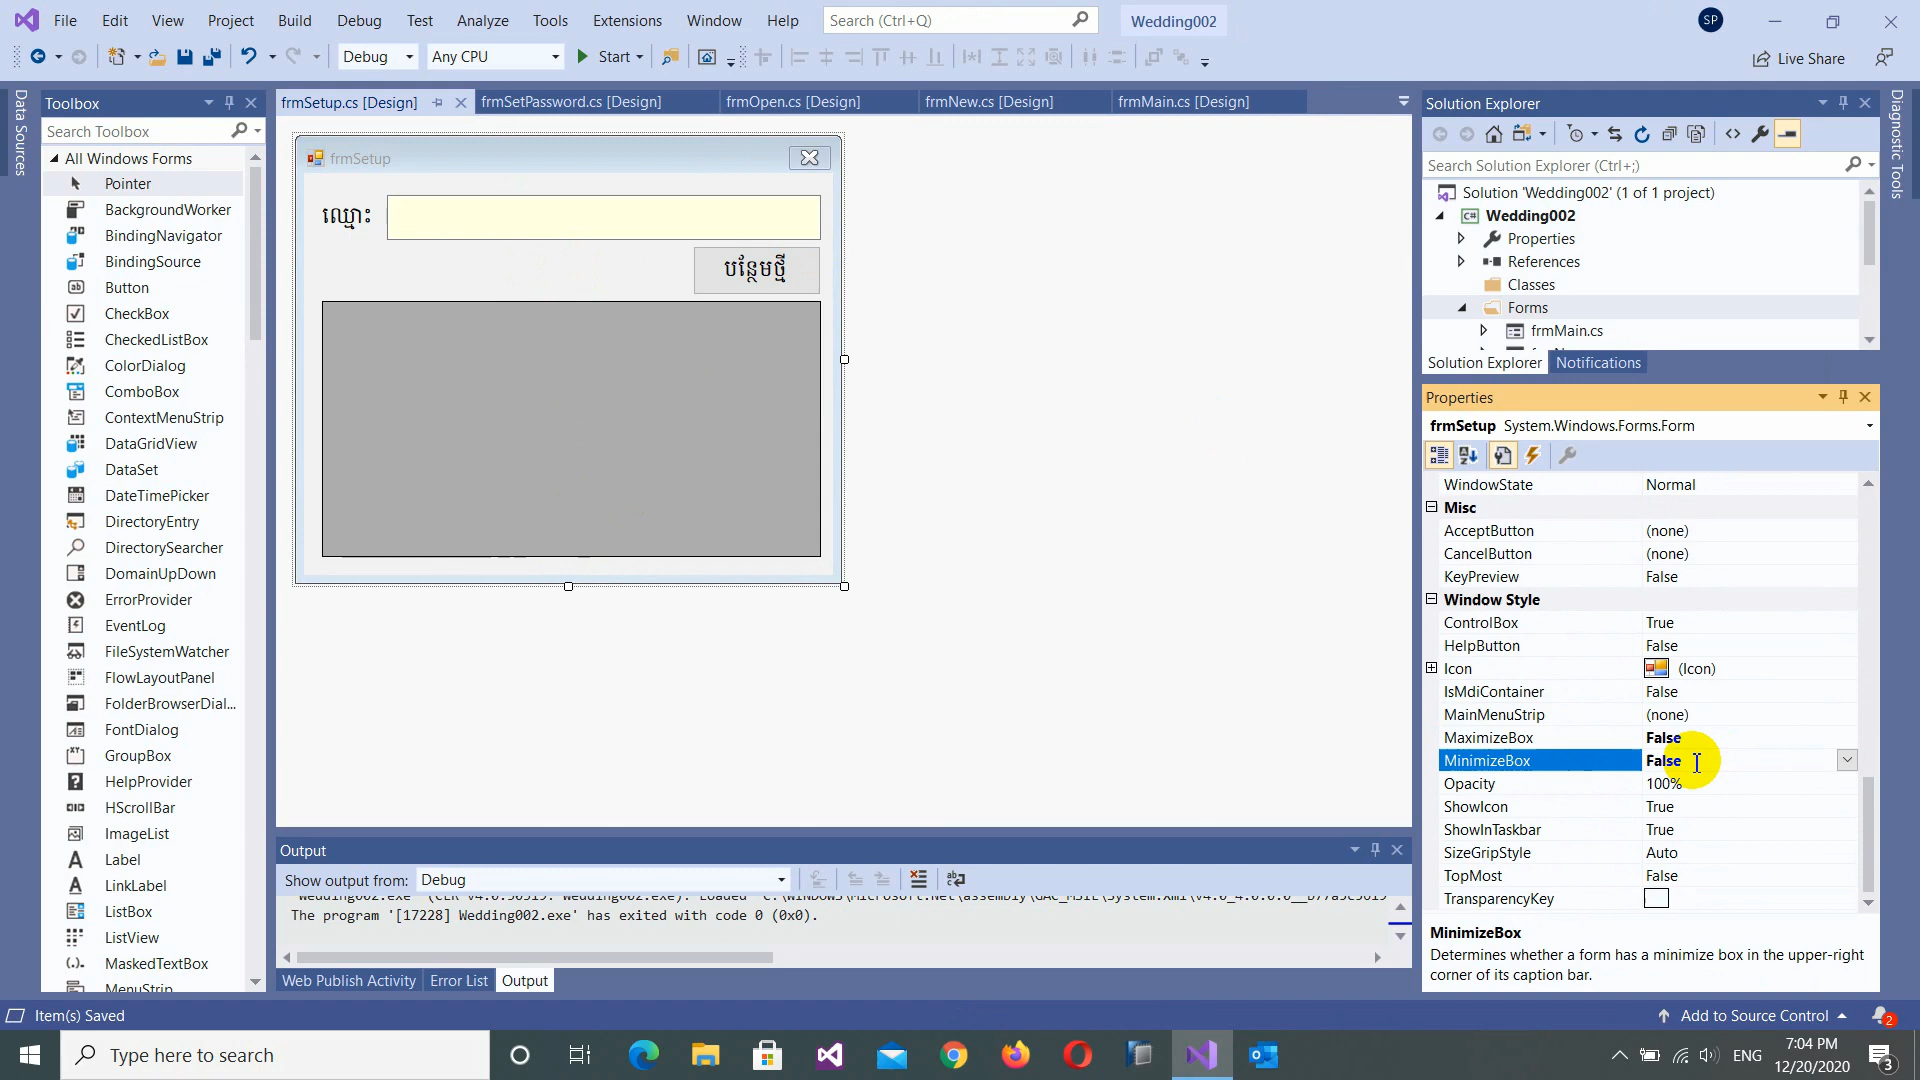 File Edit View Project Build Debug Test Analyze Tools Extensions Window Help Search (Ctrl+Q) Wedding002 SP
Debug Any CPU Start Live Share
Data Sources
Toolbox
Search Toolbox
All Windows Forms
Pointer
BackgroundWorker
BindingNavigator
BindingSource
Button
CheckBox
CheckedListBox
ColorDialog
ComboBox
ContextMenuStrip
DataGridView
DataSet
DateTimePicker
DirectoryEntry
DirectorySearcher
DomainUpDown
ErrorProvider
EventLog
FileSystemWatcher
FlowLayoutPanel
FolderBrowserDial...
FontDialog
GroupBox
HelpProvider
HScrollBar
ImageList
Label
LinkLabel
ListBox
ListView
MaskedTextBox
MenuStrip
frmSetup.cs [Design] frmSetPassword.cs [Design] frmOpen.cs [Design] frmNew.cs [Design] frmMain.cs [Design]
frmSetup
ឈ្មោះ
បន្ថែមថ្មី
Output
Show output from: Debug
The program '[17228] Wedding002.exe' has exited with code 0 (0x0).
Web Publish Activity Error List Output
Solution Explorer
Search Solution Explorer (Ctrl+;)
Solution 'Wedding002' (1 of 1 project)
Wedding002
Properties
References
Classes
Forms
frmMain.cs
Solution Explorer Notifications
Diagnostic Tools
Properties
frmSetup System.Windows.Forms.Form
WindowState Normal
Misc
AcceptButton (none)
CancelButton (none)
KeyPreview False
Window Style
ControlBox True
HelpButton False
Icon (Icon)
IsMdiContainer False
MainMenuStrip (none)
MaximizeBox False
MinimizeBox False
Opacity 100%
ShowIcon True
ShowInTaskbar True
SizeGripStyle Auto
TopMost False
TransparencyKey
MinimizeBox
Determines whether a form has a minimize box in the upper-right
corner of its caption bar.
Item(s) Saved Add to Source Control 2
Type here to search
ENG
7:04 PM
12/20/2020
3